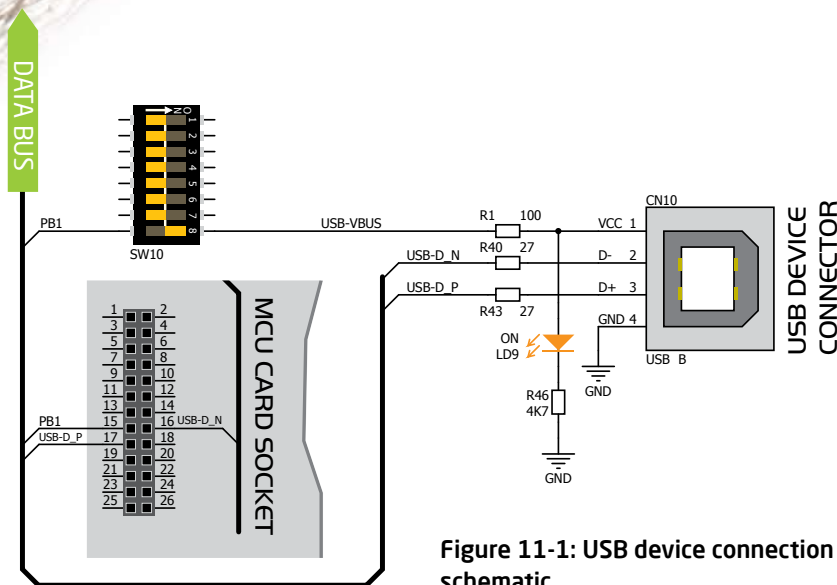 DATA BUS
ON
1
2
3
4
5
6
7
8
SW10
PB1
USB-VBUS
R1 100
VCC 1
CN10
R40 27
USB-D_N
D- 2
USB-D_P
D+ 3
R43 27
GND 4
USB B
USB DEVICE
CONNECTOR
ON
LD9
GND
R46
4K7
GND
MCU CARD SOCKET
1 2
3 4
5 6
7 8
9 10
11 12
13 14
PB1 15 16 USB-D_N
USB-D_P 17 18
19 20
21 22
23 24
25 26
Figure 11-1: USB device connection
schematic